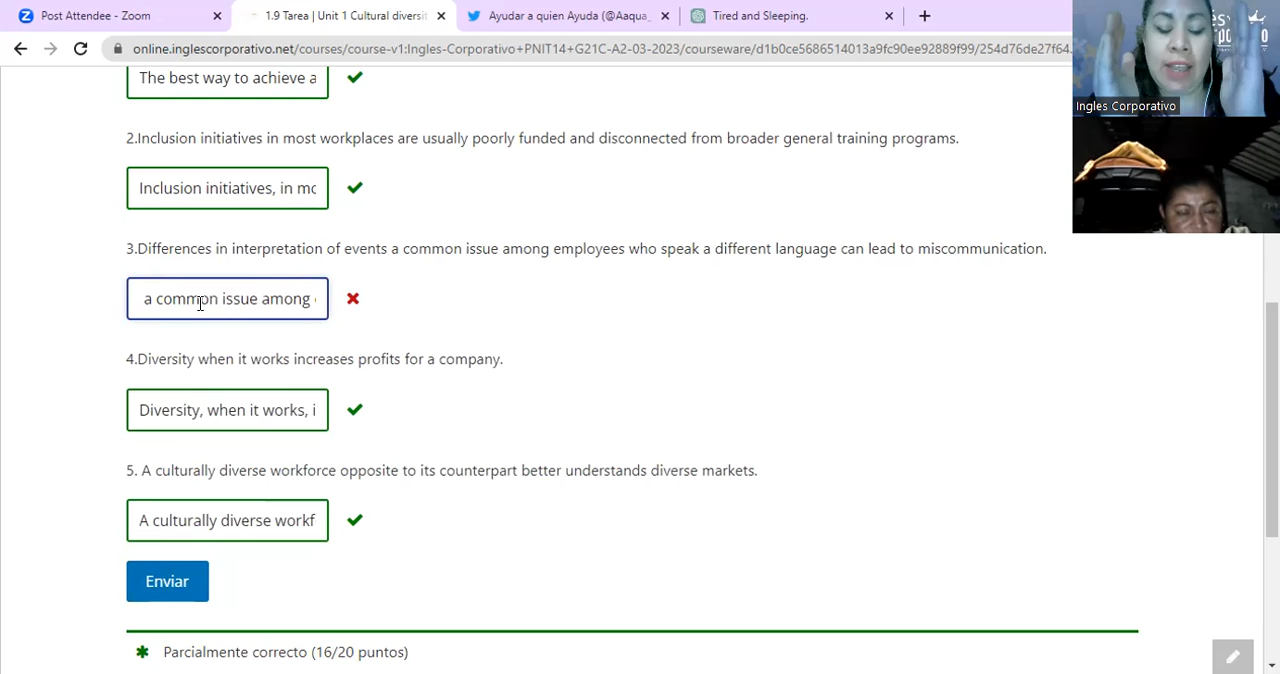 Post Attendee - Zoom
1.9 Tarea | Unit 1 Cultural diversit
Ayudar a quien Ayuda (@Aaqua_
Tired and Sleeping.
online.inglescorporativo.net/courses/course-v1:Ingles-Corporativo+PNIT14+G21C-A2-03-2023/courseware/d1b0ce5686514013a9fc90ee92889f99/254d76de27f64...
Ingles Corporativo
The best way to achieve a
2.Inclusion initiatives in most workplaces are usually poorly funded and disconnected from broader general training programs.
Inclusion initiatives, in mo
3.Differences in interpretation of events a common issue among employees who speak a different language can lead to miscommunication.
a common issue among
4.Diversity when it works increases profits for a company.
Diversity, when it works, i
5. A culturally diverse workforce opposite to its counterpart better understands diverse markets.
A culturally diverse workf
Enviar
Parcialmente correcto (16/20 puntos)